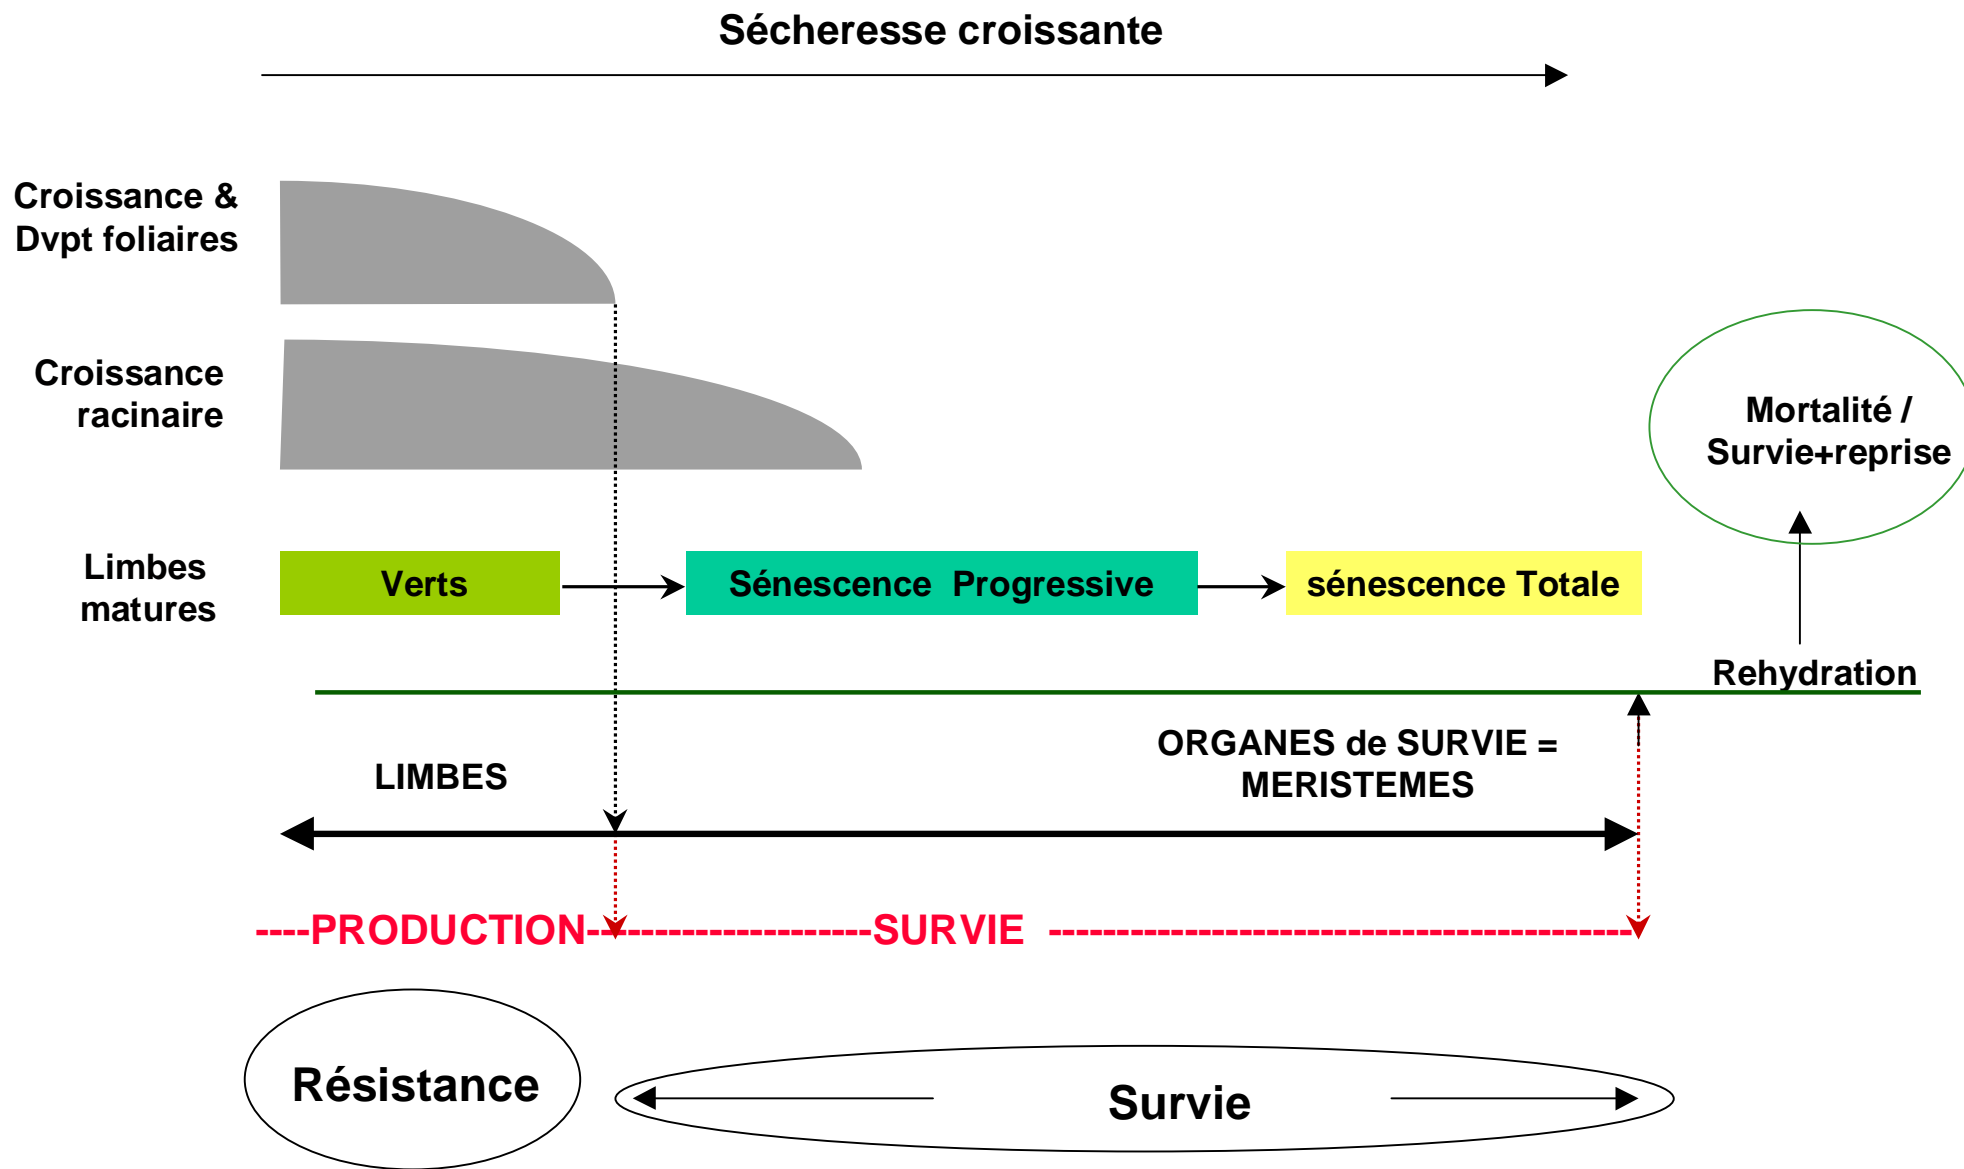 Sécheresse croissante
Croissance &
Dvpt foliaires
Croissance
racinaire
Mortalité /
Survie+reprise
Limbes
matures
Verts
Sénescence Progressive
sénescence Totale
Rehydration
LIMBES
ORGANES de SURVIE =
MERISTEMES
----PRODUCTION---------------------SURVIE -------------------------------------------
Résistance
Survie